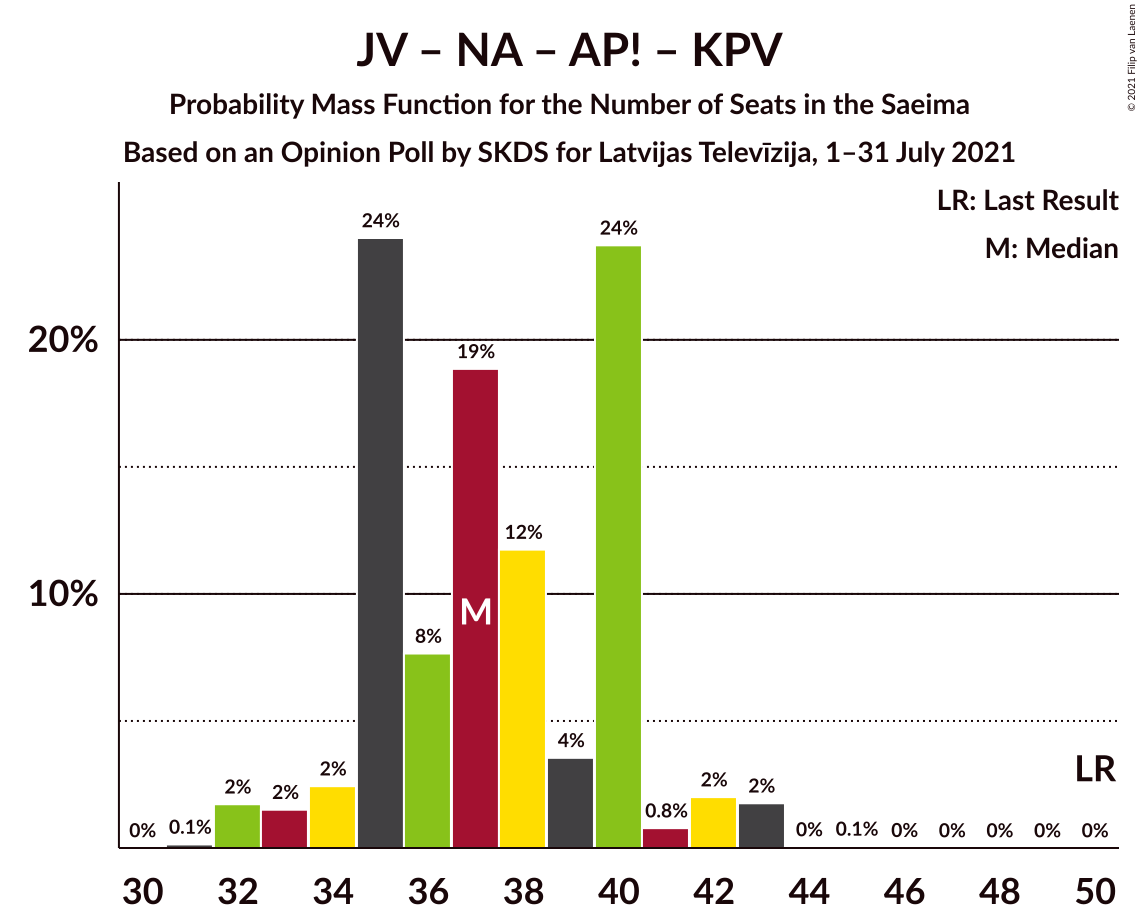 JV – NA – AP! – KPV
Probability Mass Function for the Number of Seats in the Saeima
Based on an Opinion Poll by SKDS for Latvijas Televīzija, 1–31 July 2021
© 2021 Filip van Laenen
LR: Last Result
M: Median
20%
10%
0%
0.1%
2%
2%
2%
24%
8%
19%
M
12%
4%
24%
0.8%
2%
2%
0%
0.1%
0%
0%
0%
0%
0%
LR
30 32 34 36 38 40 42 44 46 48 50